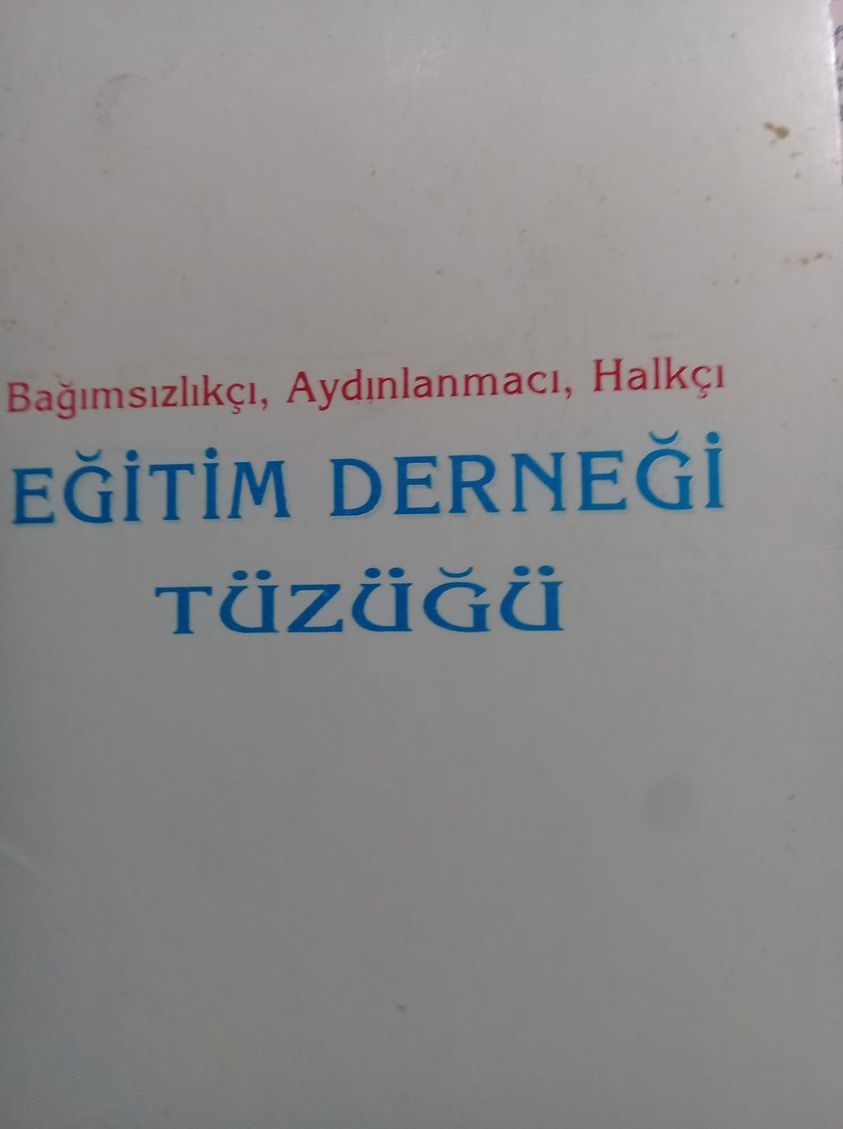 Bağımsızlıkçı, Aydınlanmacı, Halkçı
EĞİTİM DERNEĞİ
TÜZÜĞÜ